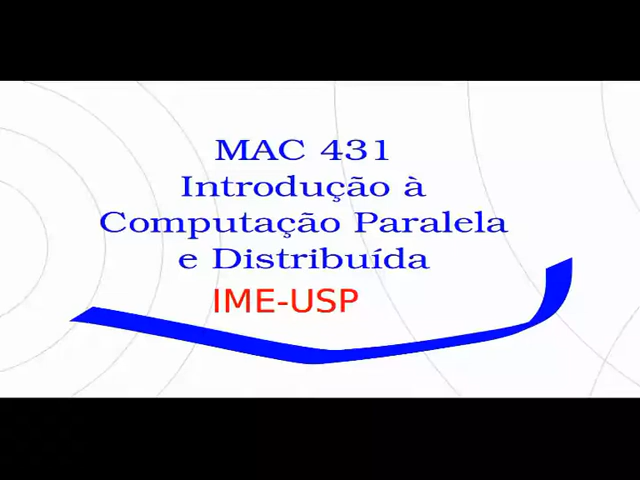 MAC 431
Introdução à
Computação Paralela
e Distribuída
IME-USP